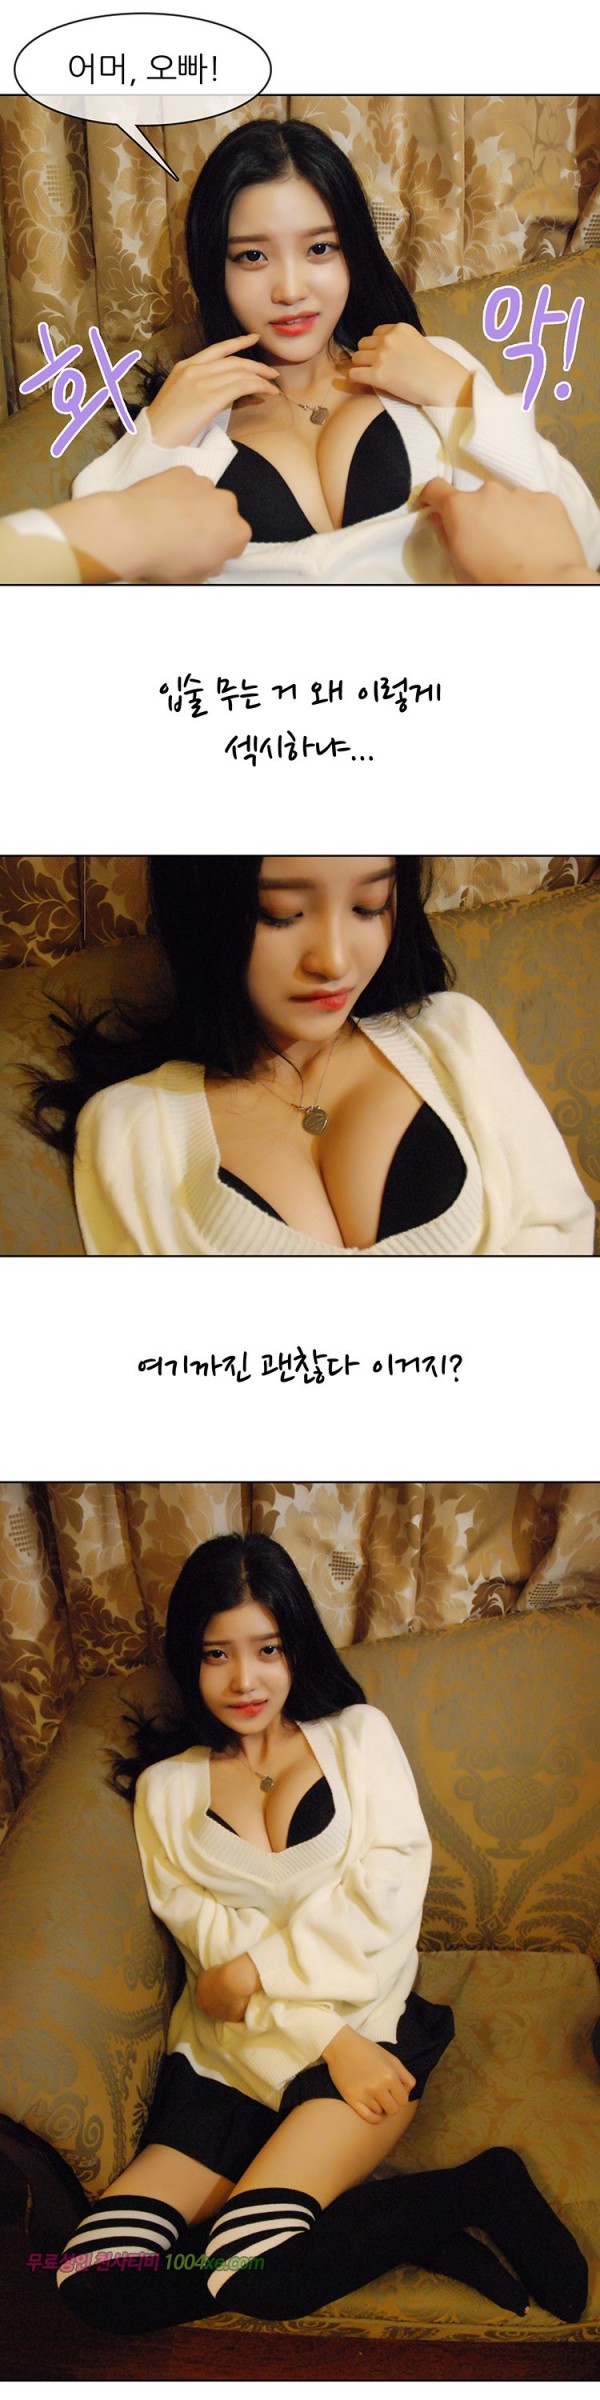 어머, 오빠!
화악!
입술 무는 거 왜 이렇게
섹시하냐...
여기까진 괜찮다 이거지?
무료성인 천사티비 1004xe.com